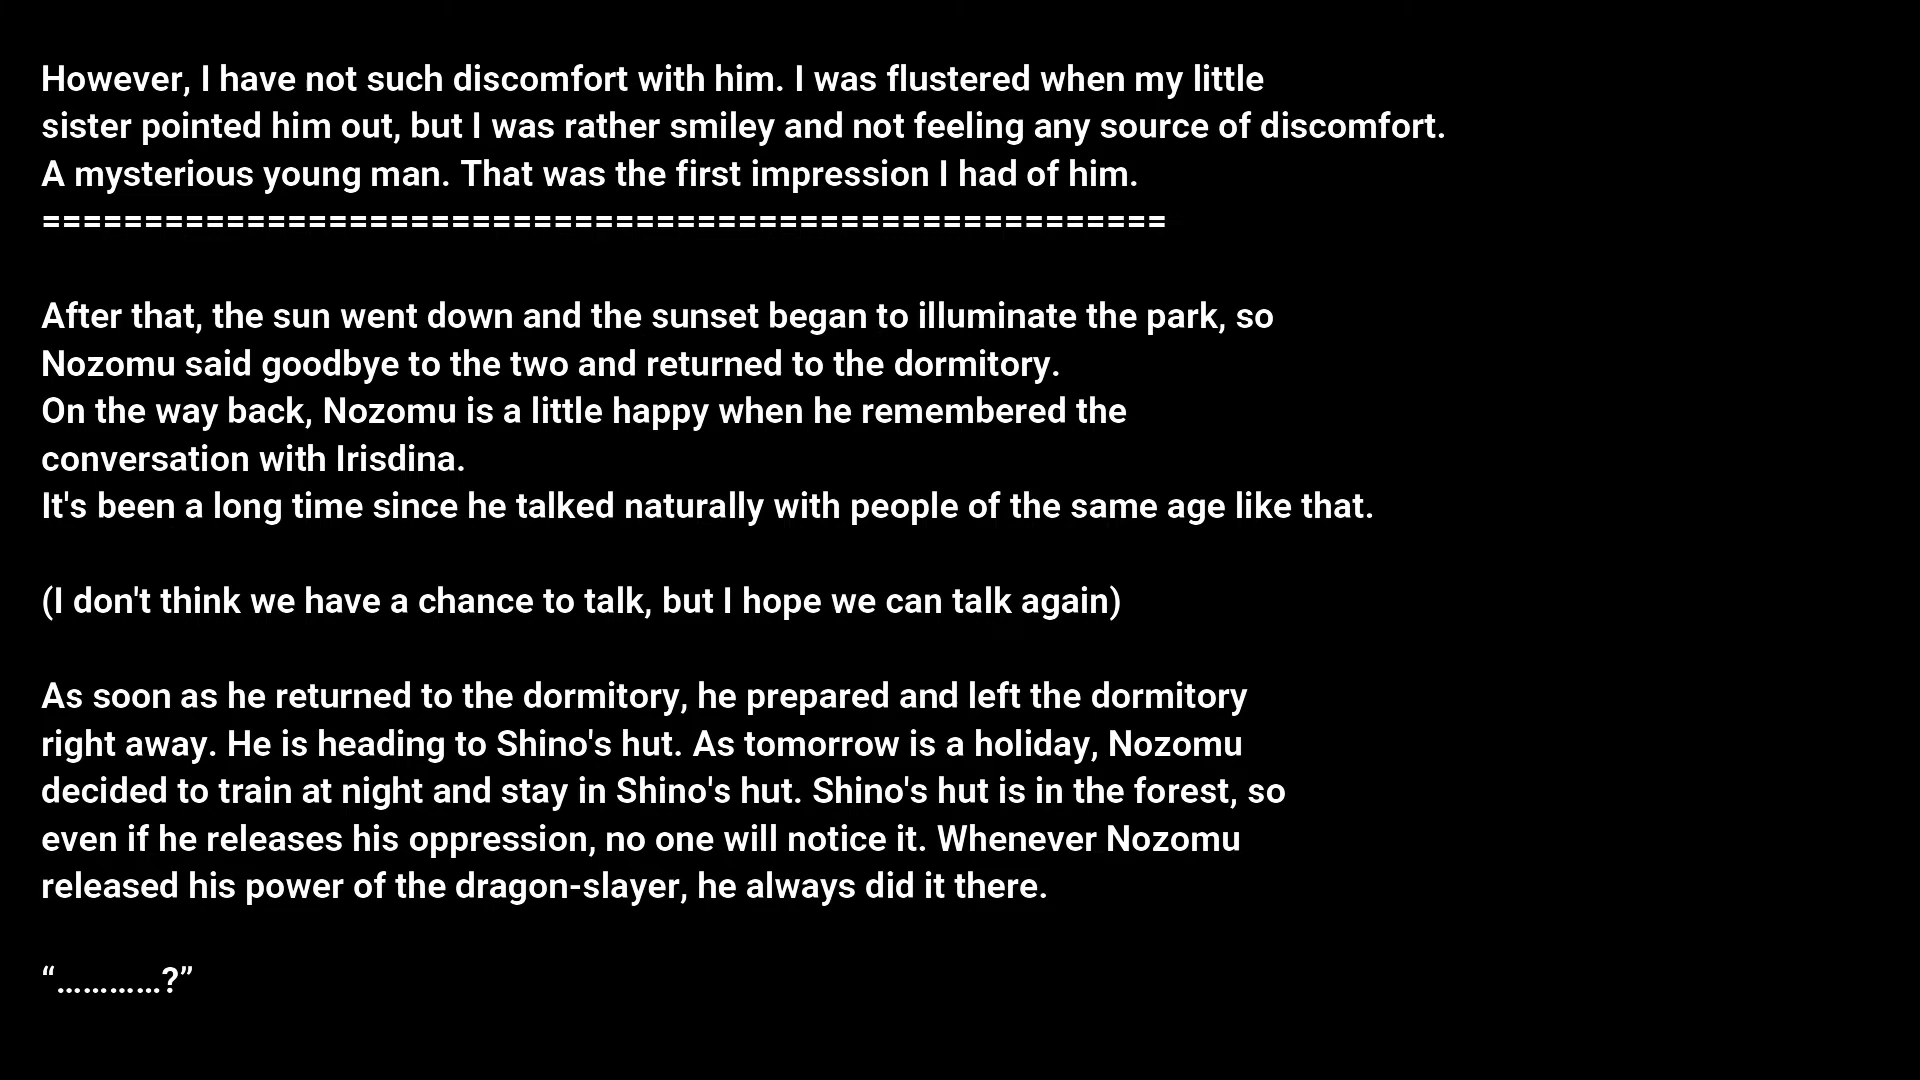 However, I have not such discomfort with him. I was flustered when my little
sister pointed him out, but I was rather smiley and not feeling any source of discomfort.
A mysterious young man. That was the first impression I had of him.
=======================================================
After that, the sun went down and the sunset began to illuminate the park, so
Nozomu said goodbye to the two and returned to the dormitory.
On the way back, Nozomu is a little happy when he remembered the
conversation with Irisdina.
It's been a long time since he talked naturally with people of the same age like that.
(I don't think we have a chance to talk, but I hope we can talk again)
As soon as he returned to the dormitory, he prepared and left the dormitory
right away. He is heading to Shino's hut. As tomorrow is a holiday, Nozomu
decided to train at night and stay in Shino's hut. Shino's hut is in the forest, so
even if he releases his oppression, no one will notice it. Whenever Nozomu
released his power of the dragon-slayer, he always did it there.
“…………?”